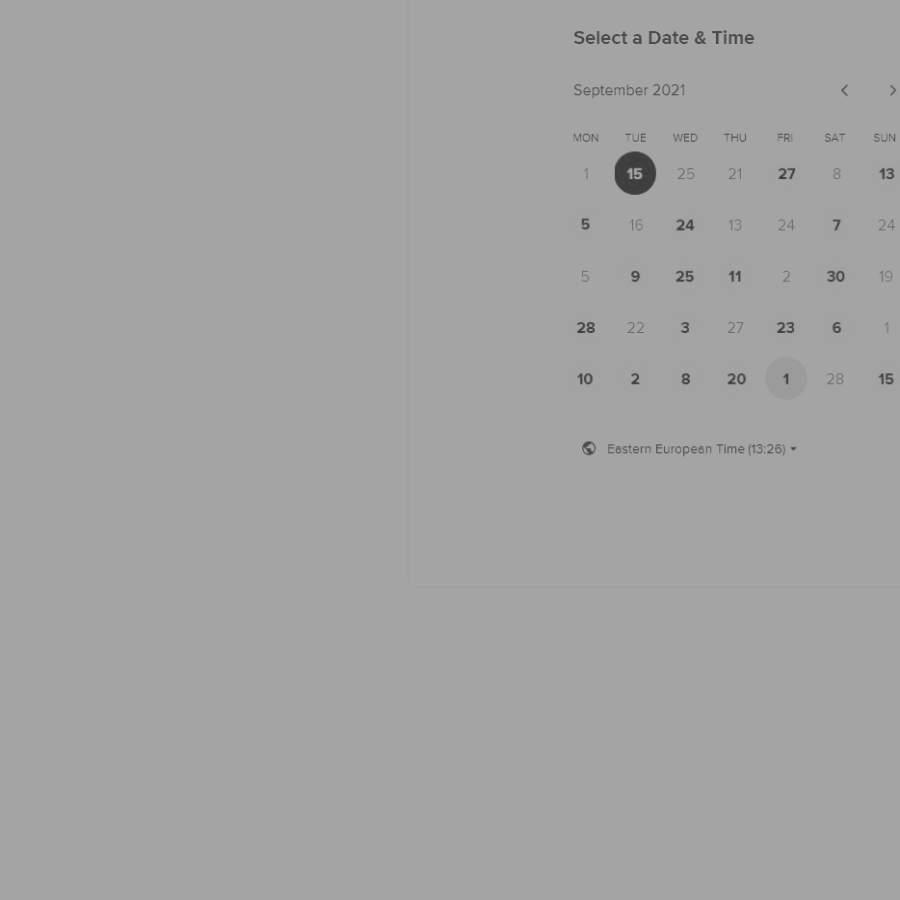 Select a Date & Time
September 2021
MON TUE WED THU FRI SAT SUN
1 15 25 21 27 8 13
5 16 24 13 24 7 24
5 9 25 11 2 30 19
28 22 3 27 23 6 1
10 2 8 20 1 28 15
Eastern European Time (13:26)